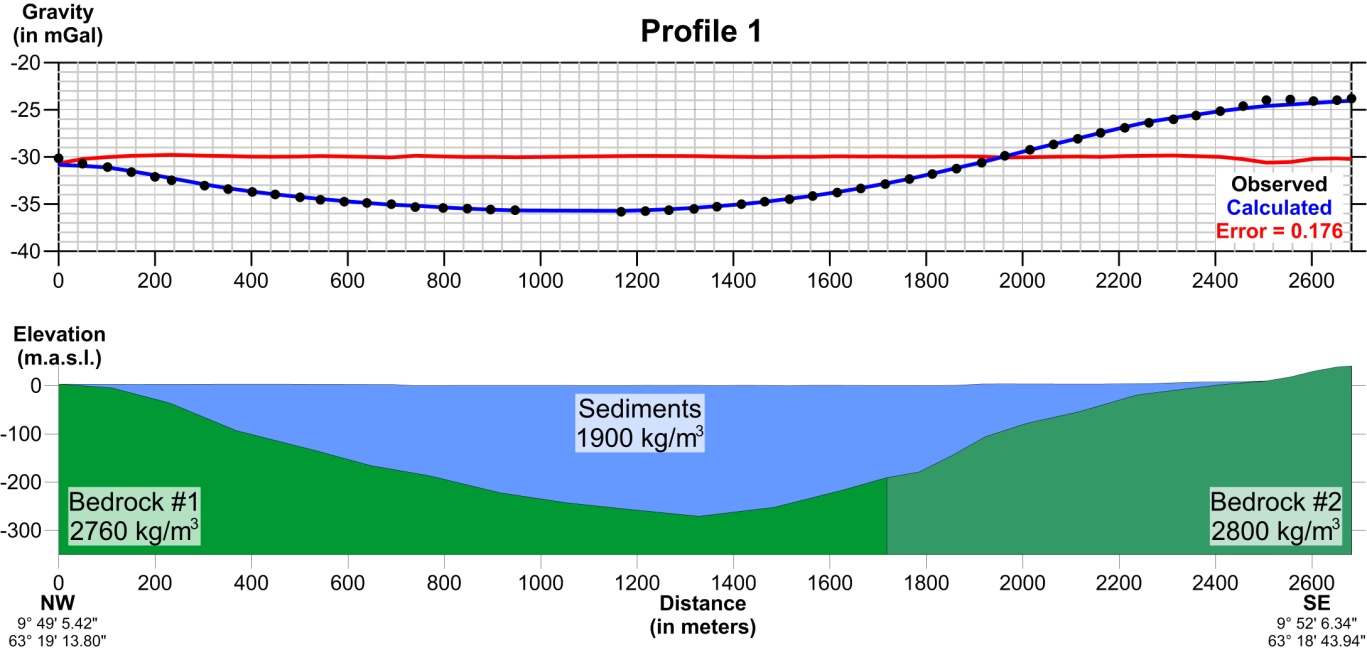 Gravity
(in mGal)
Profile 1
-20
-25
-30
-35
-40
Observed
Calculated
Error = 0.176
0 200 400 600 800 1000 1200 1400 1600 1800 2000 2200 2400 2600
Elevation
(m.a.s.l.)
0
-100
-200
-300
Sediments
1900 kg/m³
Bedrock #1
2760 kg/m³
Bedrock #2
2800 kg/m³
0 200 400 600 800 1000 1200 1400 1600 1800 2000 2200 2400 2600
NW
9° 49' 5.42"
63° 19' 13.80"
Distance
(in meters)
SE
9° 52' 6.34"
63° 18' 43.94"